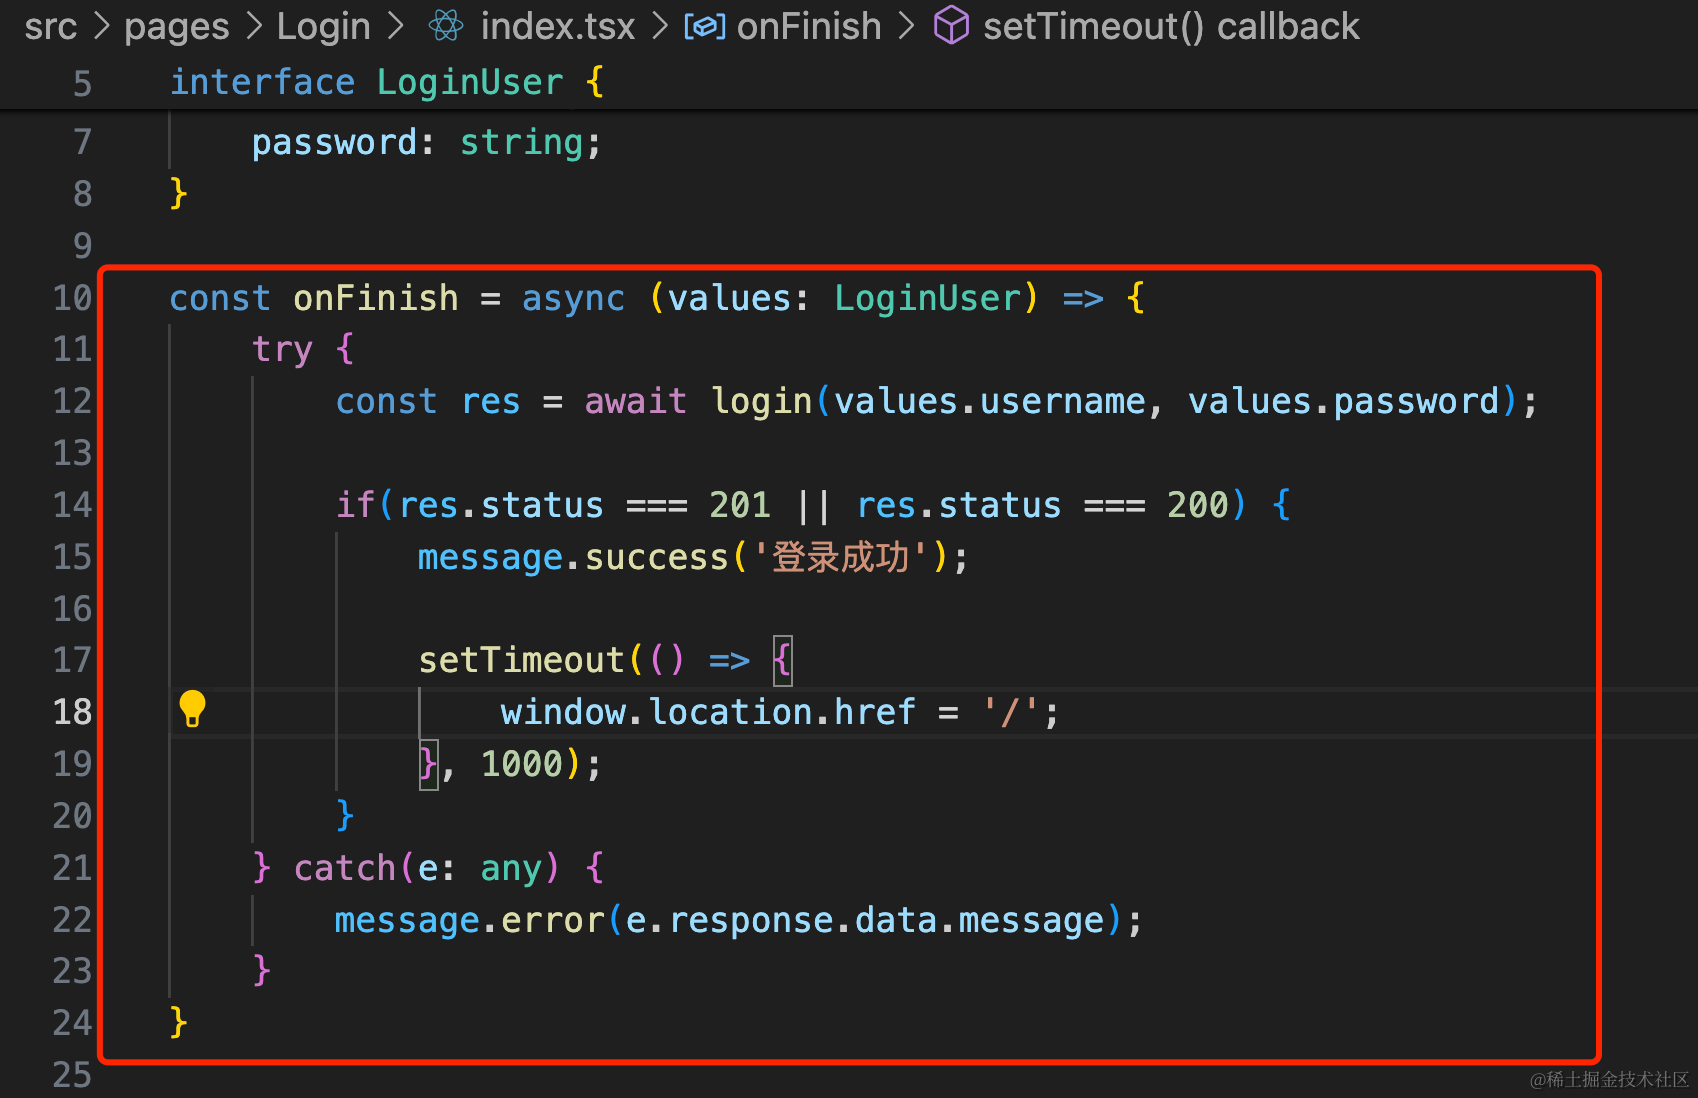 src > pages > Login > index.tsx > onFinish > setTimeout() callback
5 interface LoginUser {
7 password: string;
8 }
9
10 const onFinish = async (values: LoginUser) => {
11 try {
12 const res = await login(values.username, values.password);
13
14 if(res.status === 201 || res.status === 200) {
15 message.success('登录成功');
16
17 setTimeout(() => {
18 window.location.href = '/';
19 }, 1000);
20 }
21 } catch(e: any) {
22 message.error(e.response.data.message);
23 }
24 }
25
@稀土掘金技术社区